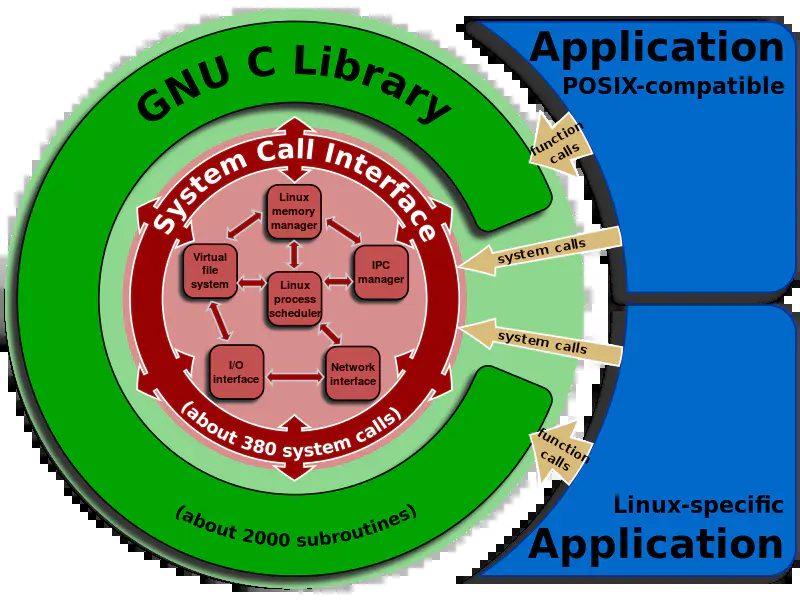 Application
POSIX-compatible
GNU C Library
function
calls
System Call Interface
Linux
memory
manager
Virtual
file
system
IPC
manager
Linux
process
scheduler
I/O
interface
Network
interface
system calls
system calls
(about 380 system calls)
function
calls
(about 2000 subroutines)
Linux-specific
Application